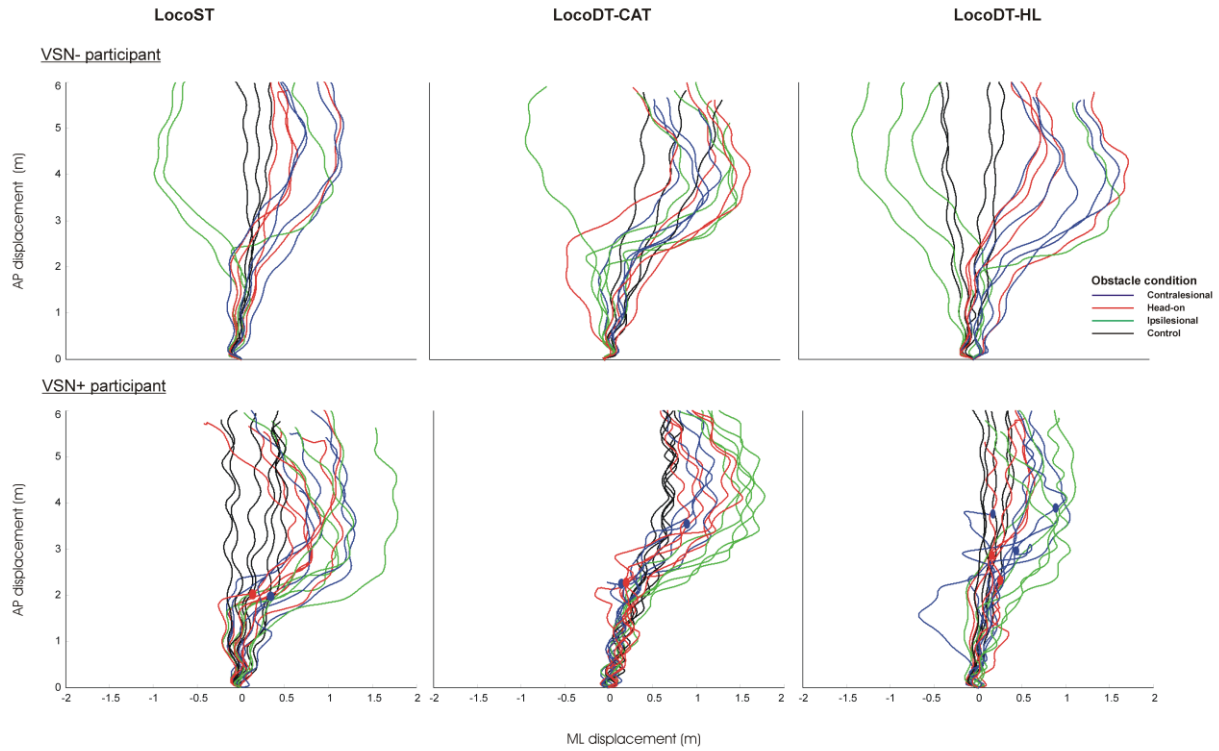 LocoST LocoDT-CAT LocoDT-HL
VSN- participant
6
5
4
3
2
1
0
AP displacement (m)
Obstacle condition
Contralesional
Head-on
Ipsilesional
Control
VSN+ participant
6
5
4
3
2
1
0
AP displacement (m)
-2 -1.5 -1 -0.5 0 0.5 1 1.5 2 -1.5 -1 -0.5 0 0.5 1 1.5 2 -1.5 -1 -0.5 0 0.5 1 1.5 2
ML displacement (m)